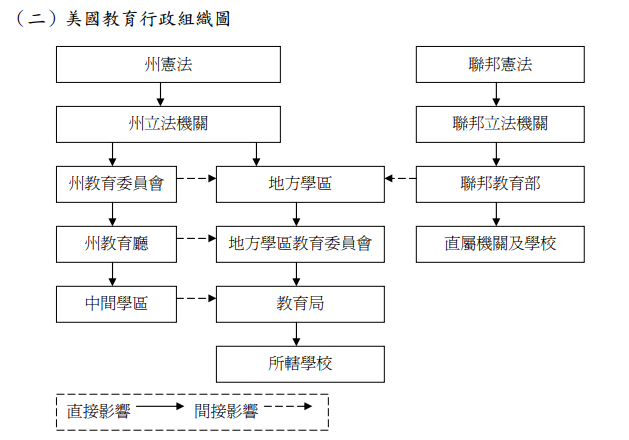 （二）美國教育行政組織圖
州憲法
聯邦憲法
州立法機關
聯邦立法機關
州教育委員會
地方學區
聯邦教育部
州教育廳
地方學區教育委員會
直屬機關及學校
中間學區
教育局
所轄學校
直接影響
間接影響